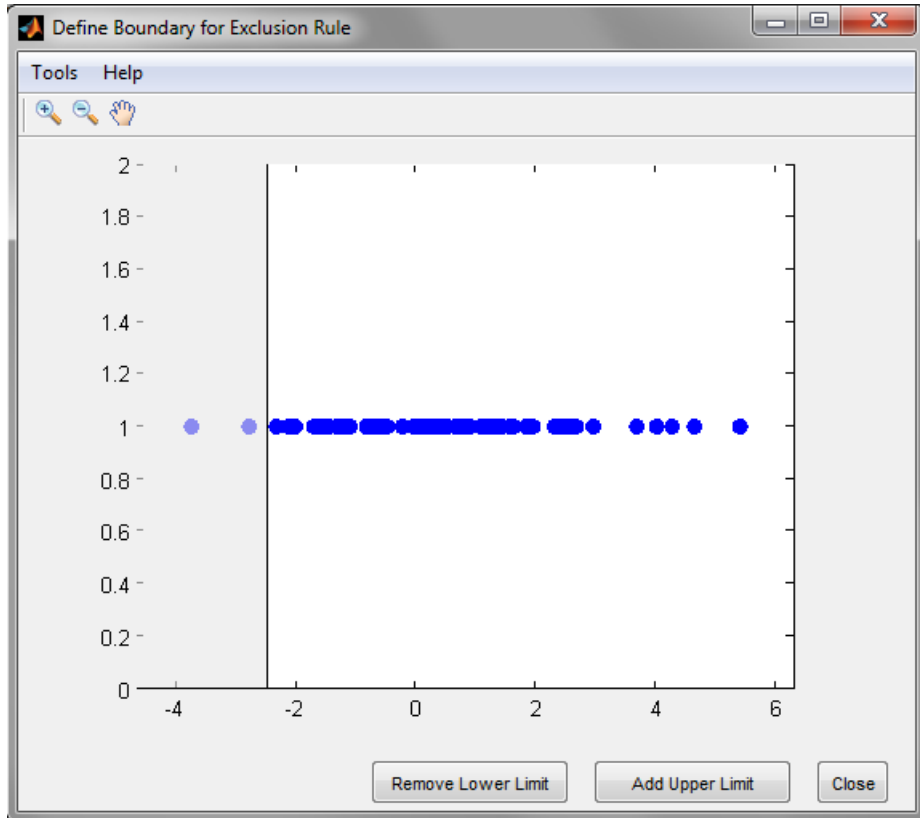 Define Boundary for Exclusion Rule
Tools Help
2
1.8
1.6
1.4
1.2
1
0.8
0.6
0.4
0.2
0
-4 -2 0 2 4 6
Remove Lower Limit Add Upper Limit Close